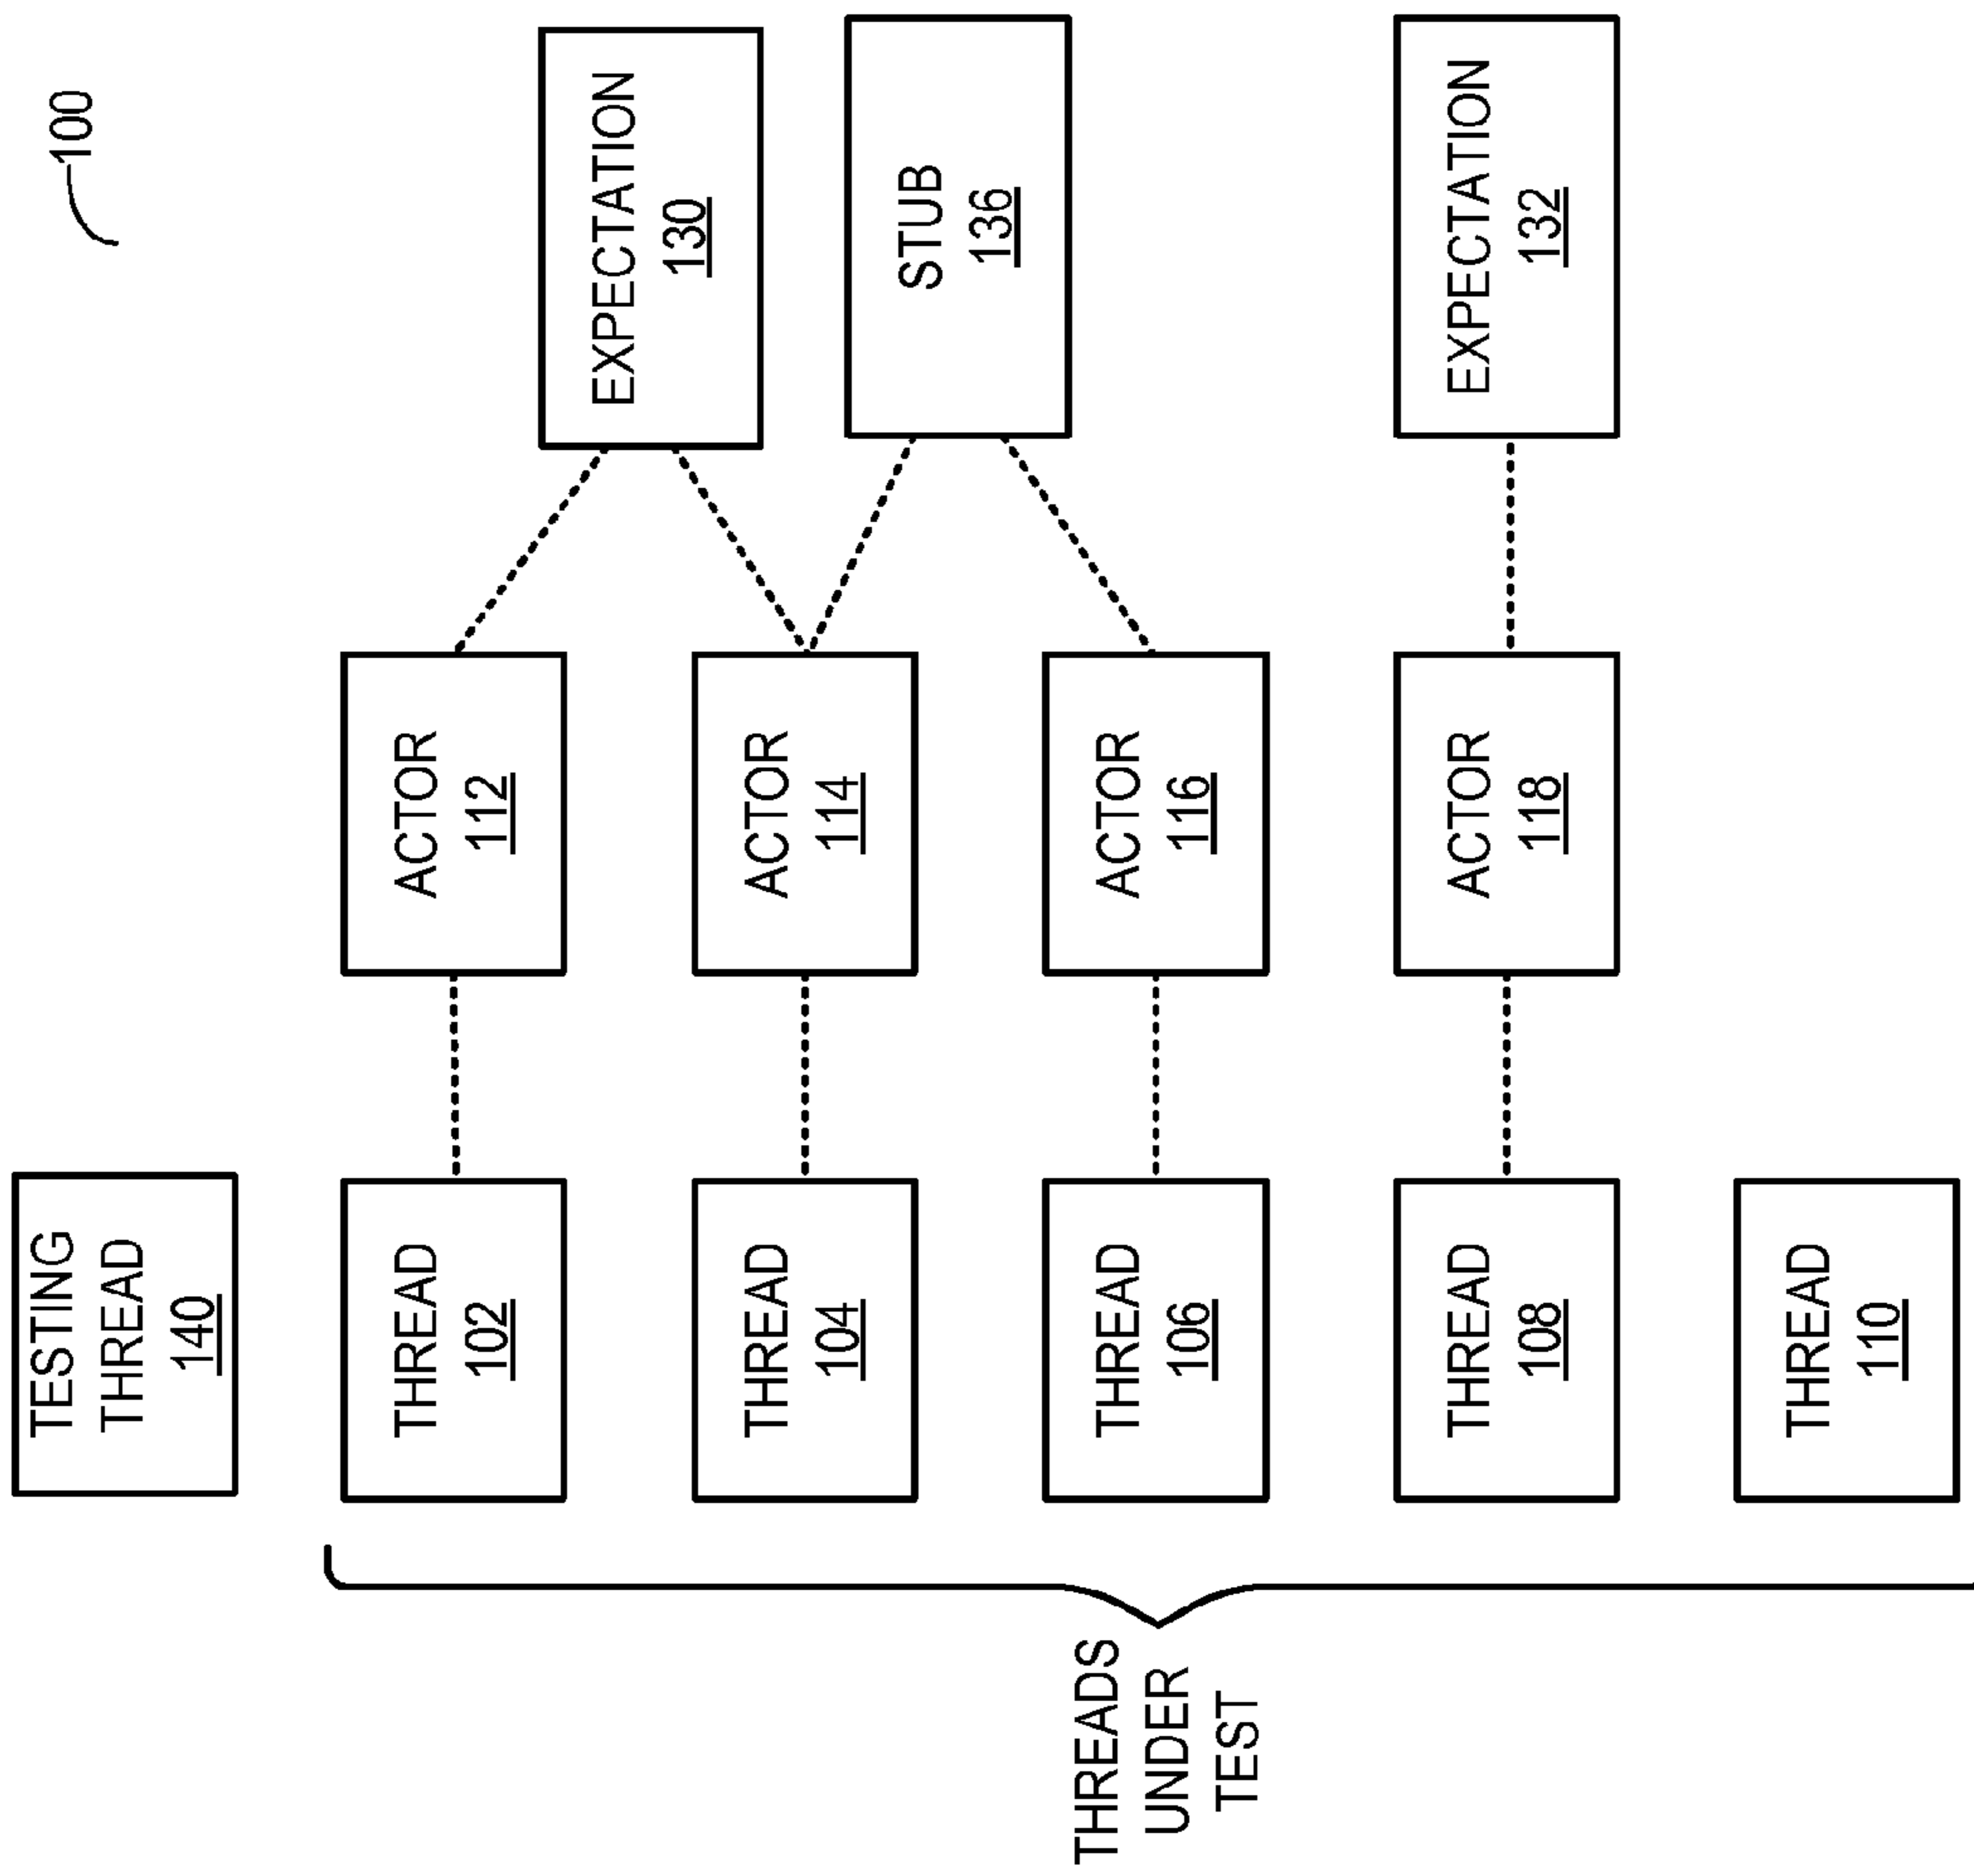 100
TESTING
THREAD
140
THREADS
UNDER
TEST
THREAD
102
ACTOR
112
EXPECTATION
130
THREAD
104
ACTOR
114
STUB
136
THREAD
106
ACTOR
116
THREAD
108
ACTOR
118
EXPECTATION
132
THREAD
110